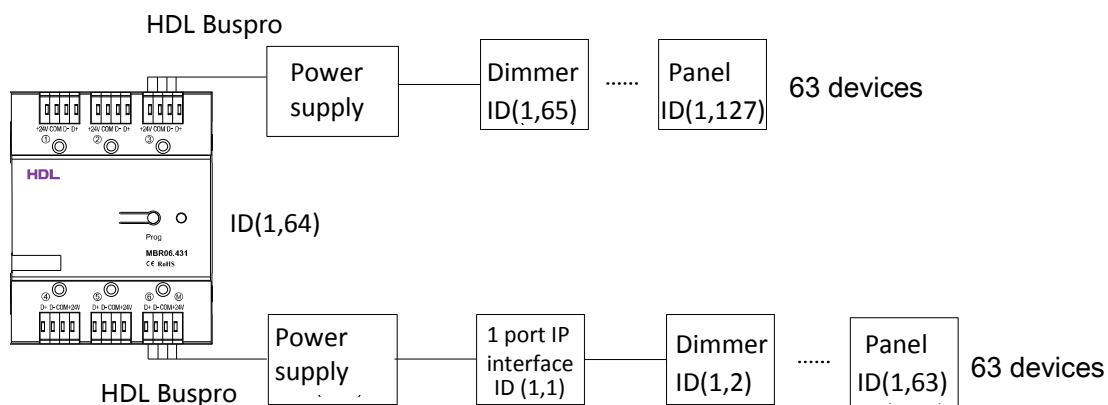 HDL Buspro
Power
supply
Dimmer
ID(1,65)
......
Panel
ID(1,127)
63 devices
+24V COM D- D+
+24V COM D- D+
+24V COM D- D+
① ② ③
HDL
ID(1,64)
Prog
MBR06.431
CE RoHS
④ ⑤ ⑥ Ⓜ
D+ D- COM+24V
D+ D- COM+24V
D+ D- COM+24V
HDL Buspro
Power
supply
1 port IP
interface
ID (1,1)
Dimmer
ID(1,2)
......
Panel
ID(1,63)
63 devices